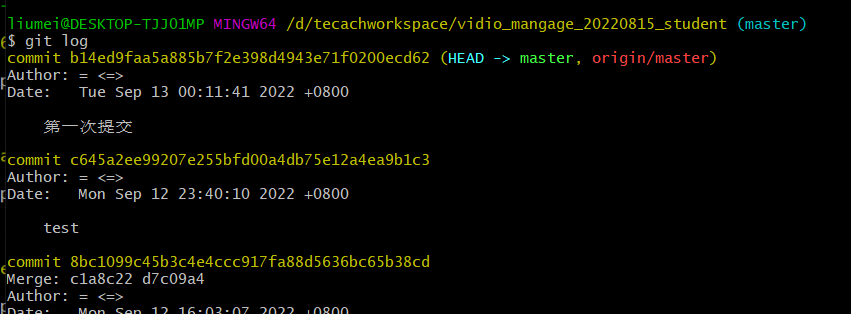 liumei@DESKTOP-TJJO1MP MINGW64 /d/tecachworkspace/vidio_mangage_20220815_student (master)
$ git log
commit b14ed9faa5a885b7f2e398d4943e71f0200ecd62 (HEAD -> master, origin/master)
Author: = <=>
Date:   Tue Sep 13 00:11:41 2022 +0800
第一次提交
commit c645a2ee99207e255bfd00a4db75e12a4ea9b1c3
Author: = <=>
Date:   Mon Sep 12 23:40:10 2022 +0800
test
commit 8bc1099c45b3c4e4ccc917fa88d5636bc65b38cd
Merge: c1a8c22 d7c09a4
Author: = <=>
Date:   Mon Sep 12 16:03:07 2022 +0800